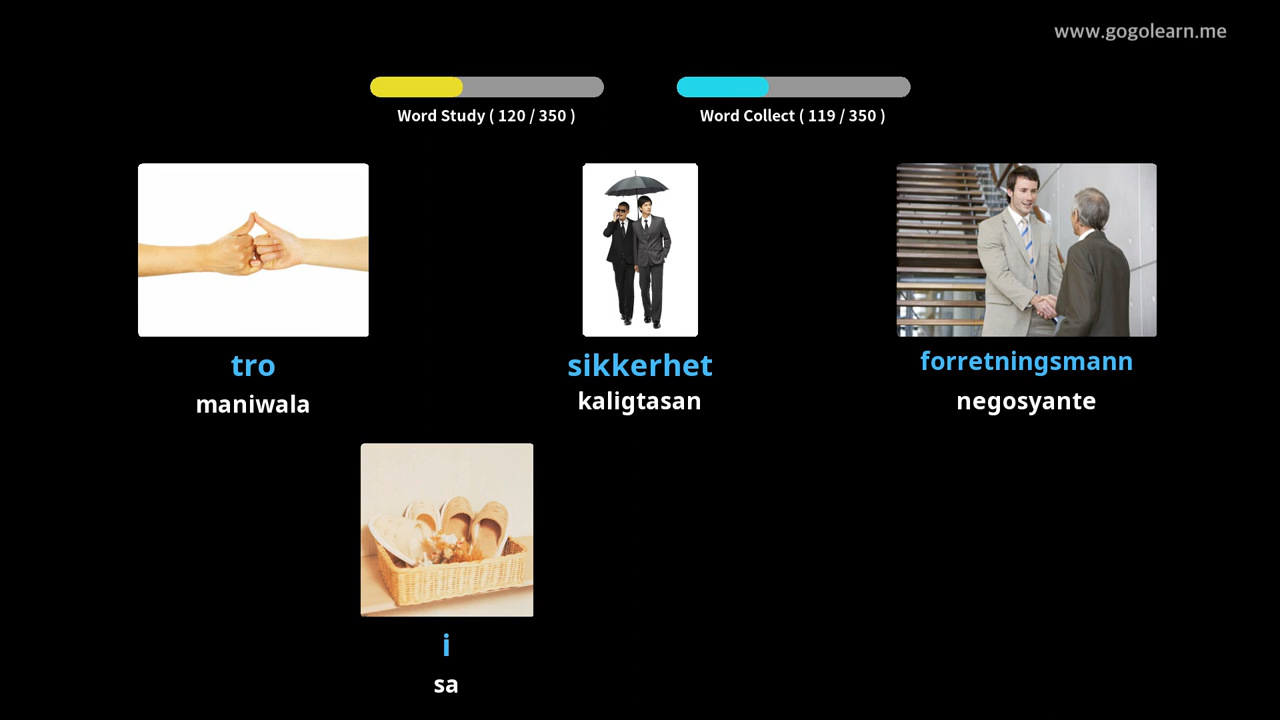 www.gogolearn.me
Word Study ( 120 / 350 )
Word Collect ( 119 / 350 )
tro
maniwala
sikkerhet
kaligtasan
forretningsmann
negosyante
i
sa